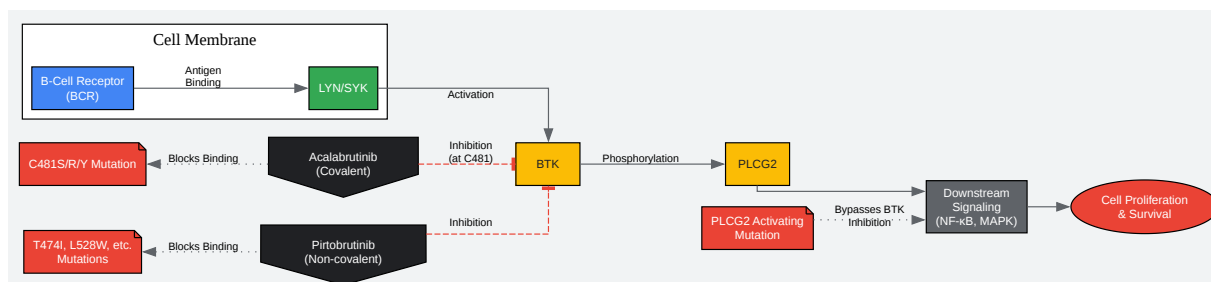 Cell Membrane
B-Cell Receptor
(BCR)
Antigen
Binding
LYN/SYK
Activation
C481S/R/Y Mutation
Blocks Binding
Acalabrutinib
(Covalent)
Inhibition
(at C481)
BTK
Phosphorylation
PLCG2
T474I, L528W, etc.
Mutations
Blocks Binding
Pirtobrutinib
(Non-covalent)
Inhibition
PLCG2 Activating
Mutation
Bypasses BTK
Inhibition
Downstream
Signaling
(NF-κB, MAPK)
Cell Proliferation
& Survival